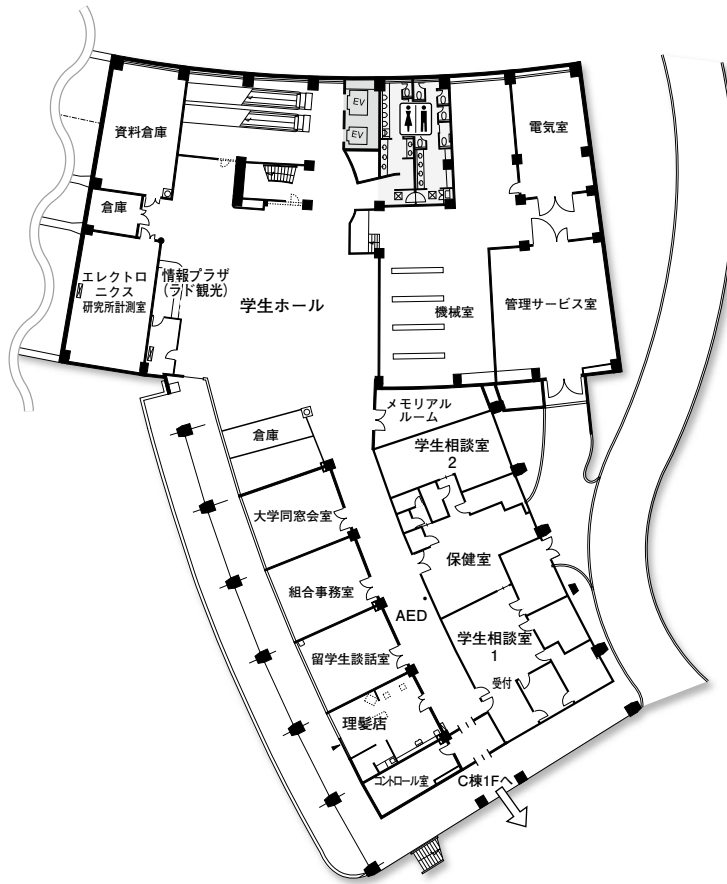 EV
EV
資料倉庫
電気室
倉庫
エレクトロ
ニクス
研究所計測室
情報プラザ
(ラド観光)
学生ホール
機械室
管理サービス室
メモリアル
ルーム
倉庫
学生相談室
2
大学同窓会室
保健室
組合事務室
AED
学生相談室
1
留学生談話室
受付
理髪店
コントロール室
C棟1Fへ